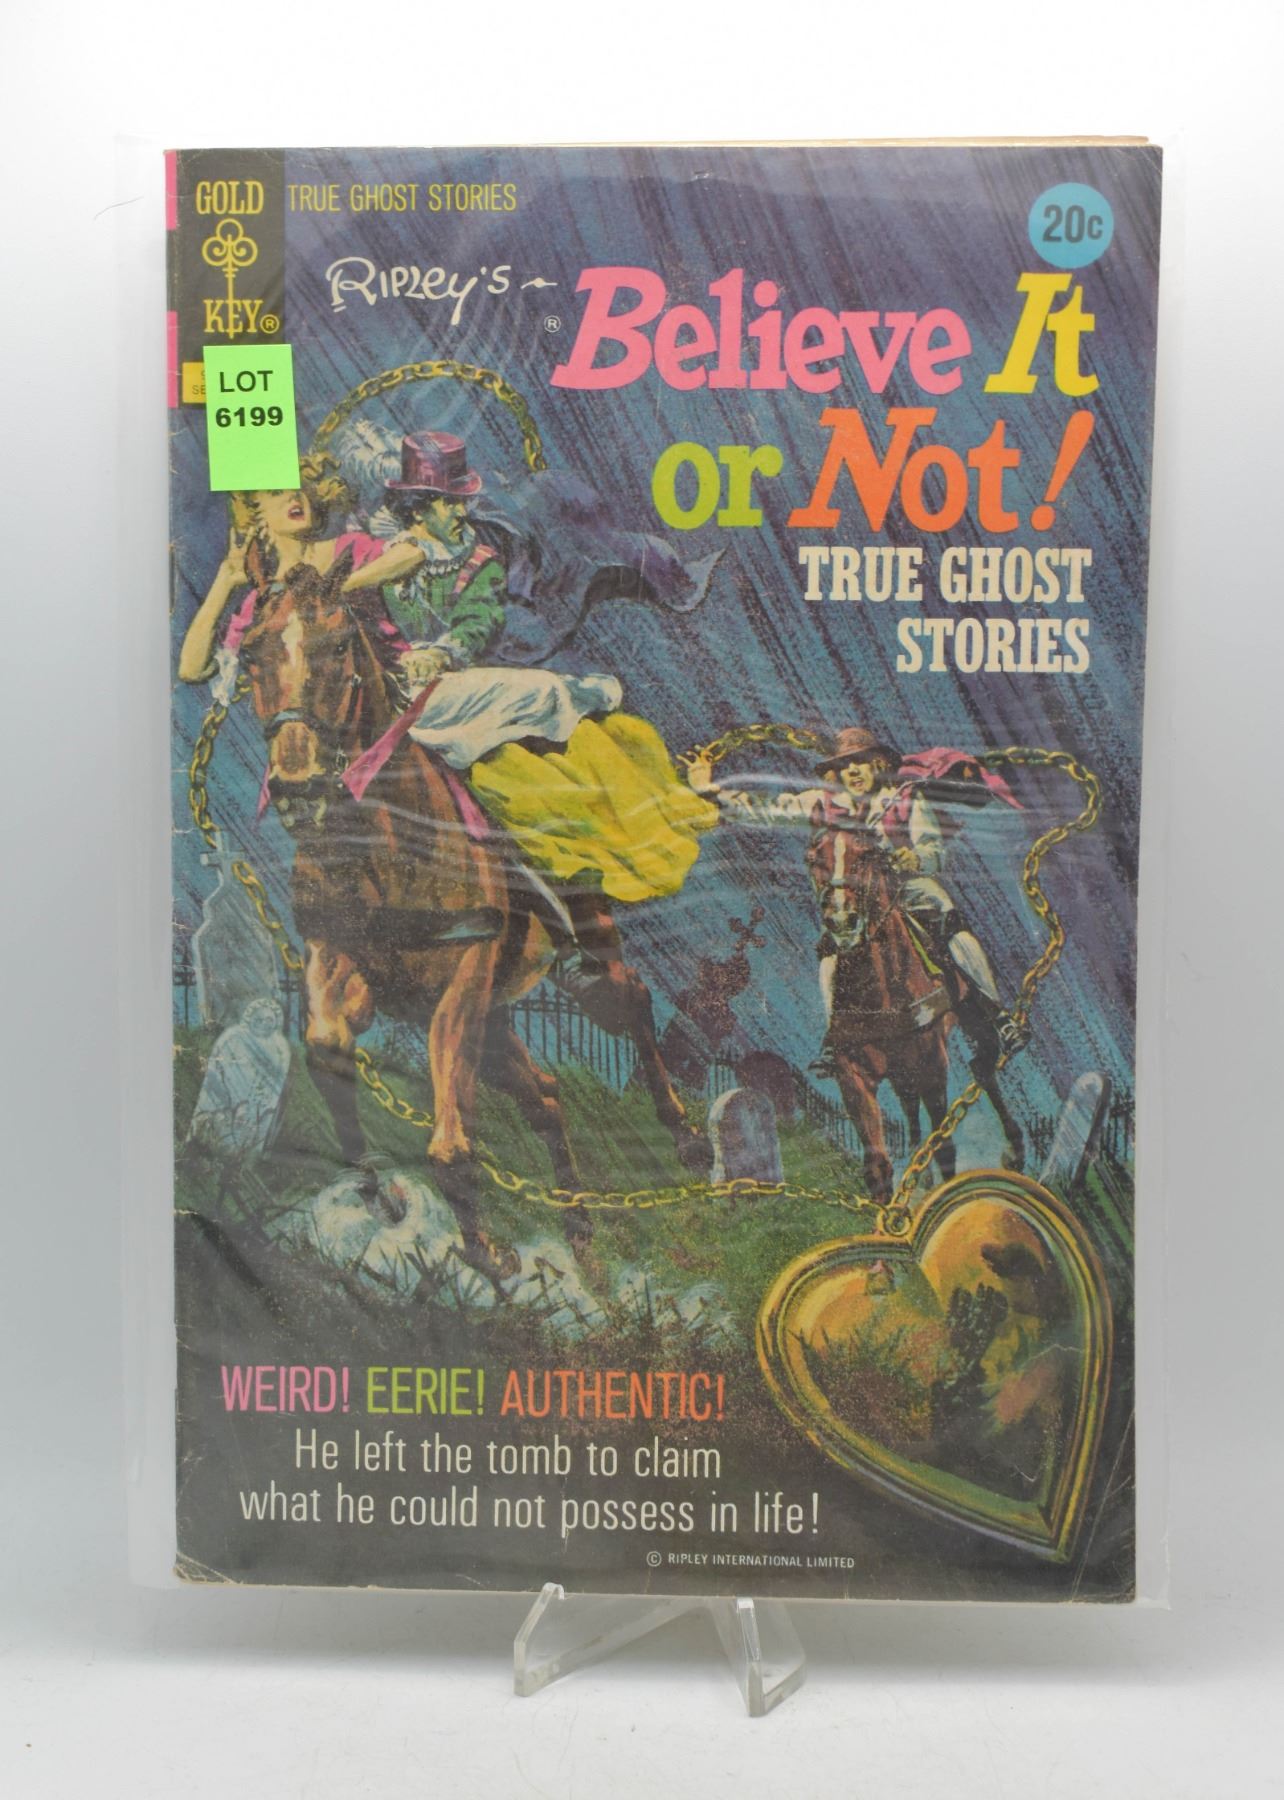 GOLD
KEY®
TRUE GHOST STORIES
20c
RIPLEY'S
® Believe It
or Not!
TRUE GHOST
STORIES
LOT
6199
WEIRD! EERIE! AUTHENTIC!
He left the tomb to claim
what he could not possess in life!
© RIPLEY INTERNATIONAL LIMITED